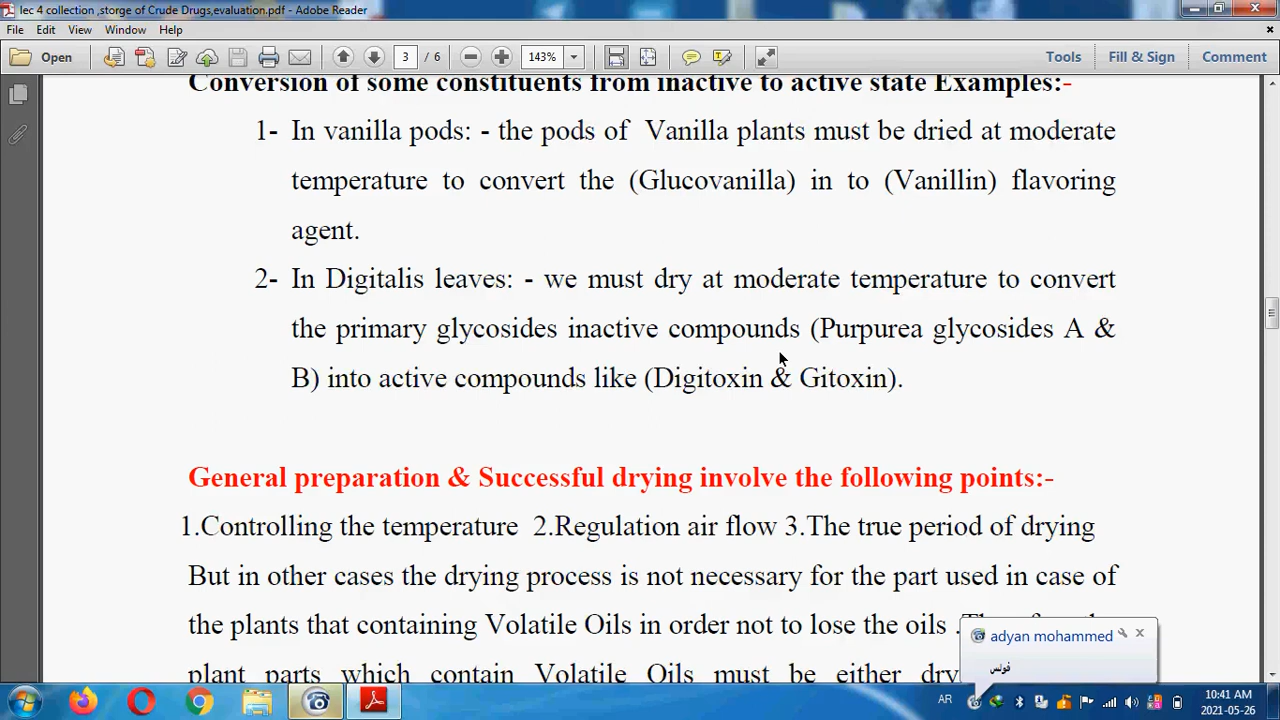 lec 4 collection ,storge of Crude Drugs,evaluation.pdf - Adobe Reader
File Edit View Window Help
Open 3 / 6 143% Tools Fill & Sign Comment
Conversion of some constituents from inactive to active state Examples:-
1- In vanilla pods: - the pods of Vanilla plants must be dried at moderate
temperature to convert the (Glucovanilla) in to (Vanillin) flavoring
agent.
2- In Digitalis leaves: - we must dry at moderate temperature to convert
the primary glycosides inactive compounds (Purpurea glycosides A &
B) into active compounds like (Digitoxin & Gitoxin).
General preparation & Successful drying involve the following points:-
1.Controlling the temperature 2.Regulation air flow 3.The true period of drying
But in other cases the drying process is not necessary for the part used in case of
the plants that containing Volatile Oils in order not to lose the oils .
plant parts which contain Volatile Oils must be either
adyan mohammed
فولس
AR
10:41 AM
2021-05-26